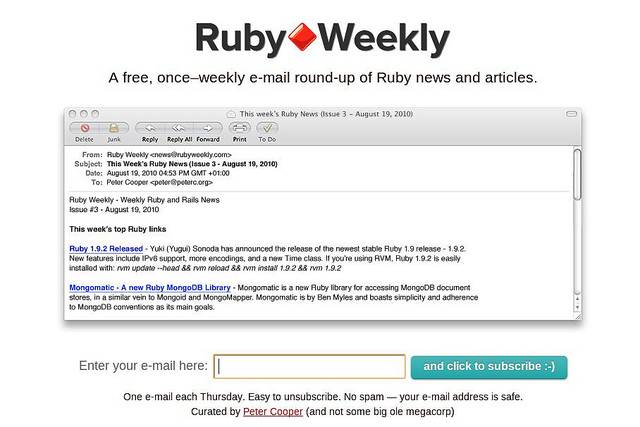 Ruby Weekly
A free, once–weekly e-mail round-up of Ruby news and articles.
This week's Ruby News (Issue 3 - August 19, 2010)
Delete Junk Reply Reply All Forward Print To Do
From: Ruby Weekly <news@rubyweekly.com>
Subject: This Week's Ruby News (Issue 3 - August 19, 2010)
Date: August 19, 2010 04:53 PM GMT +01:00
To: Peter Cooper <peter@peterc.org>
Ruby Weekly - Weekly Ruby and Rails News
Issue #3 - August 19, 2010
This week's top Ruby links
Ruby 1.9.2 Released - Yuki (Yugui) Sonoda has announced the release of the newest stable Ruby 1.9 release - 1.9.2.
New features include IPv6 support, more encodings, and a new Time class. If you're using RVM, Ruby 1.9.2 is easily
installed with: rvm update --head && rvm reload && rvm install 1.9.2 && rvm 1.9.2
Mongomatic - A new Ruby MongoDB Library - Mongomatic is a new Ruby library for accessing MongoDB document
stores, in a similar vein to Mongoid and MongoMapper. Mongomatic is by Ben Myles and boasts simplicity and adherence
to MongoDB conventions as its main goals.
Enter your e-mail here:
and click to subscribe :-)
One e-mail each Thursday. Easy to unsubscribe. No spam — your e-mail address is safe.
Curated by Peter Cooper (and not some big ole megacorp)